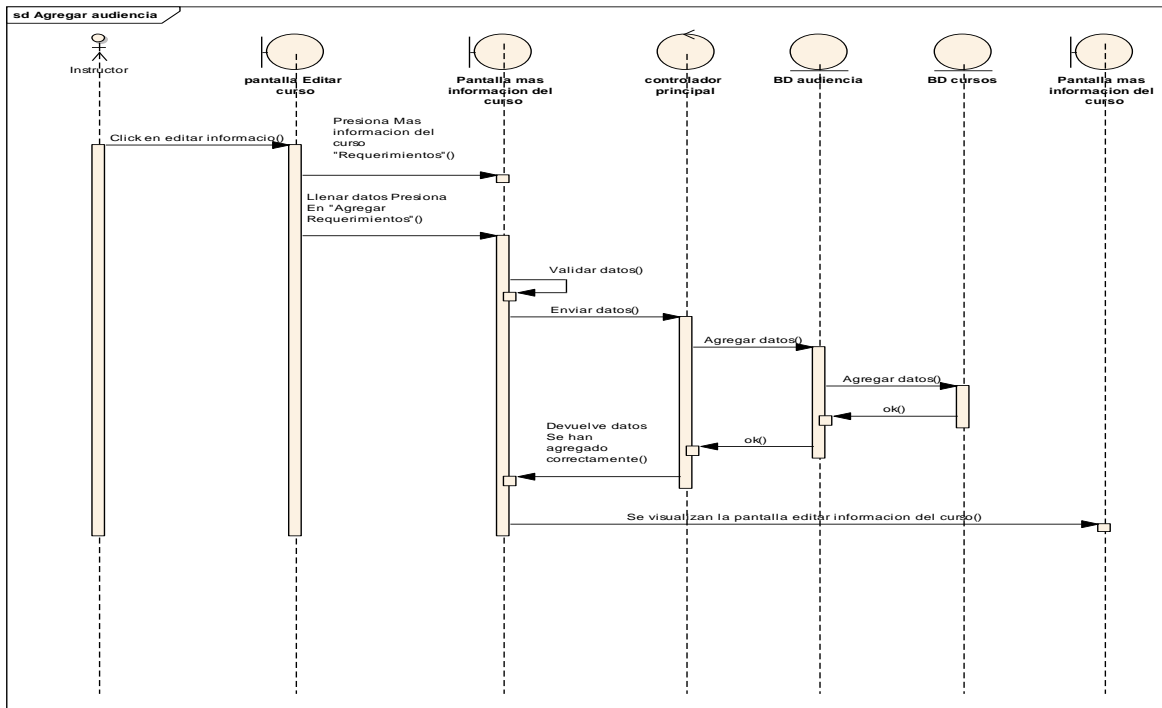 sd Agregar audiencia
Instructor
pantalla Editar
curso
Pantalla mas
informacion del
curso
controlador
principal
BD audiencia
BD cursos
Pantalla mas
informacion del
curso
Click en editar informacio()
Presiona Mas
informacion del
curso
"Requerimientos"()
Llenar datos Presiona
En "Agregar
Requerimientos"()
Validar datos()
Enviar datos()
Agregar datos()
Agregar datos()
ok()
ok()
Devuelve datos
Se han
agregado
correctamente()
Se visualizan la pantalla editar informacion del curso()